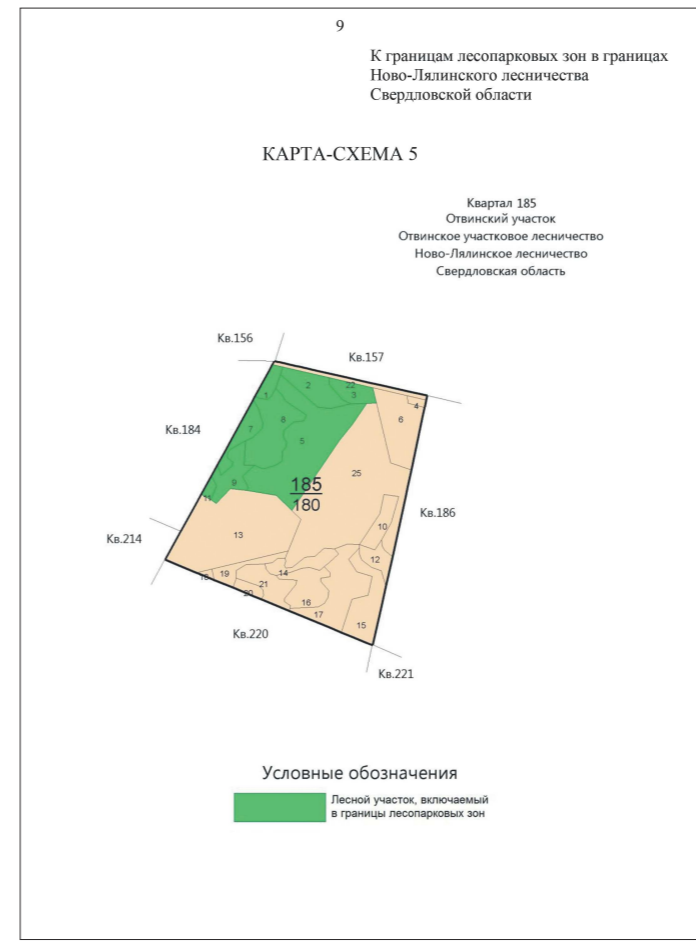 9
К границам лесопарковых зон в границах
Ново-Лялинского лесничества
Свердловской области
КАРТА-СХЕМА 5
Квартал 185
Отвинский участок
Отвинское участковое лесничество
Ново-Лялинское лесничество
Свердловская область
Кв.156
Кв.157
2
22
3
1
4
6
8
7
5
Кв.184
25
9
185
180
11
Кв.186
10
13
Кв.214
12
14
18
19
21
20
16
17
15
Кв.220
Кв.221
Условные обозначения
Лесной участок, включаемый
в границы лесопарковых зон